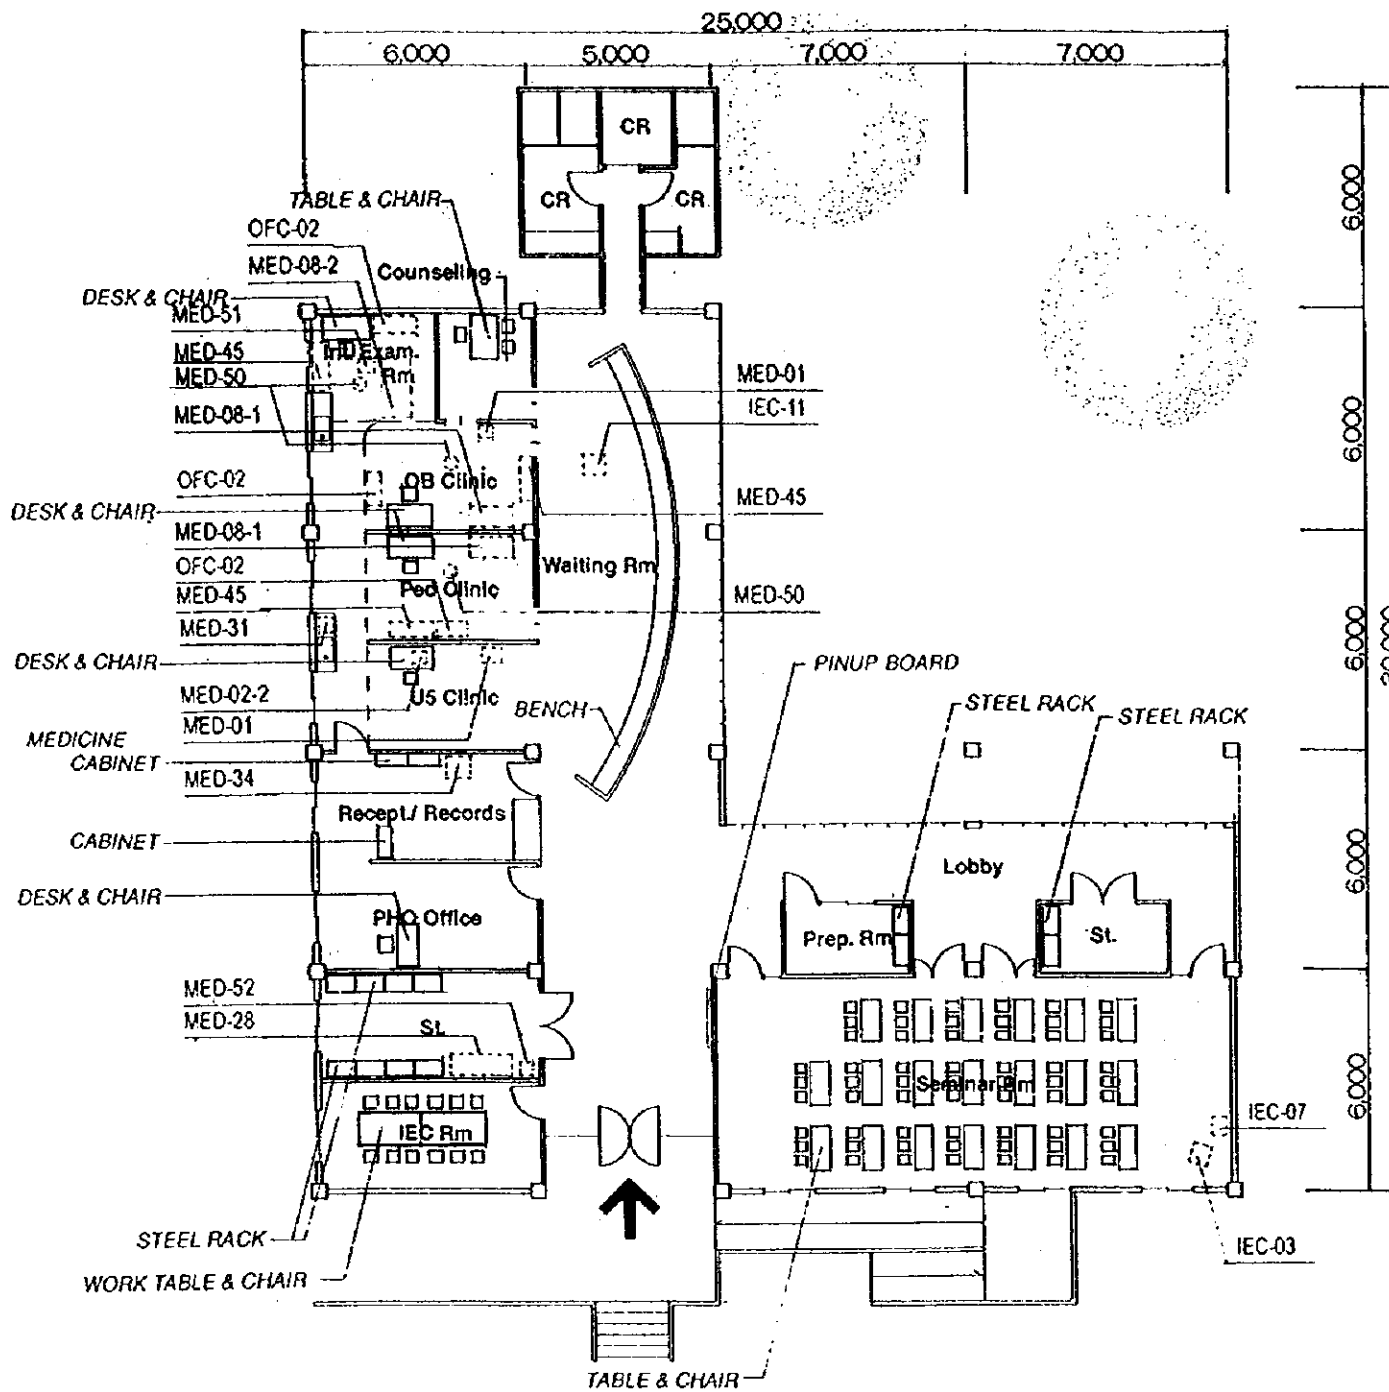 25,000
6,000
5,000
7,000
7,000
CR
CR
CR
TABLE & CHAIR
OFC-02
MED-08-2
Counseling
DESK & CHAIR
MED-51
Exam.
Rm
MED-45
MED-50
MED-08-1
MED-01
IEC-11
OFC-02
OB Clinic
MED-45
DESK & CHAIR
MED-08-1
Waiting Rm
OFC-02
Clinic
MED-45
MED-50
MED-31
DESK & CHAIR
PINUP BOARD
MED-02-2
U5 Clinic
BENCH
STEEL RACK
STEEL RACK
MED-01
MEDICINE
CABINET
MED-34
Recept./ Records
CABINET
Lobby
DESK & CHAIR
PHO Office
Prep. Rm
St.
MED-52
MED-28
St.
Seminar Rm
IEC Rm
IEC-07
STEEL RACK
IEC-03
WORK TABLE & CHAIR
TABLE & CHAIR
6,000
6,000
6,000
6,000
6,000